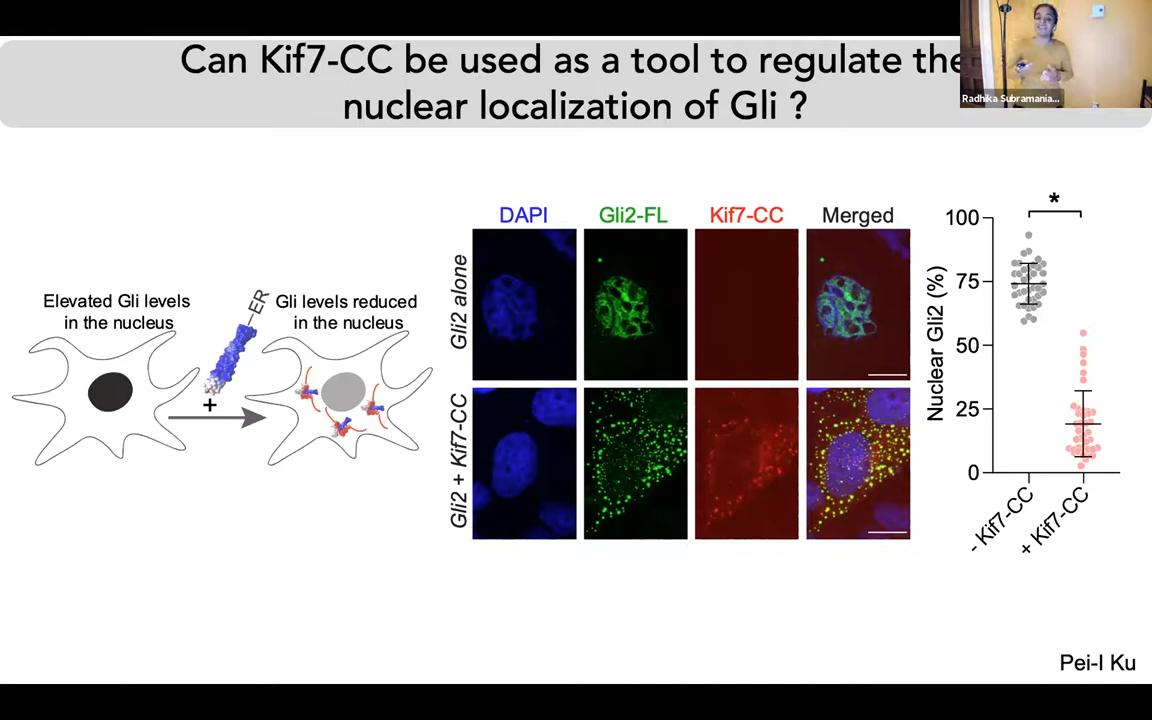 Can Kif7-CC be used as a tool to regulate the
nuclear localization of Gli ?
Radhika Subramania...
Elevated Gli levels
in the nucleus
ER
Gli levels reduced
in the nucleus
+
DAPI
Gli2-FL
Kif7-CC
Merged
Gli2 alone
Gli2 + Kif7-CC
*
Nuclear Gli2 (%)
100
75
50
25
0
- Kif7-CC
+ Kif7-CC
Pei-I Ku